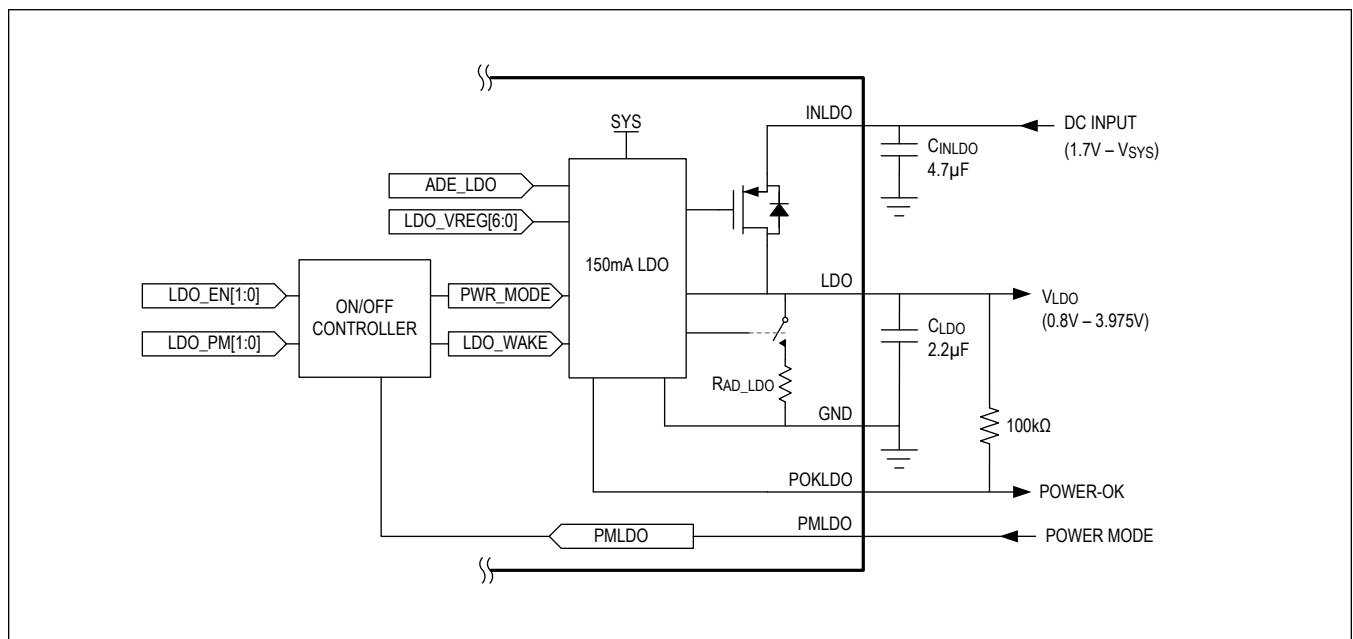 INLDO
DC INPUT
(1.7V – VSYS)
CINLDO
4.7µF
SYS
ADE_LDO
LDO_VREG[6:0]
150mA LDO
LDO
VLDO
(0.8V – 3.975V)
LDO_EN[1:0]
ON/OFF
CONTROLLER
PWR_MODE
LDO_PM[1:0]
LDO_WAKE
CLDO
2.2µF
RAD_LDO
GND
100kΩ
POKLDO
POWER-OK
PMLDO
PMLDO
POWER MODE